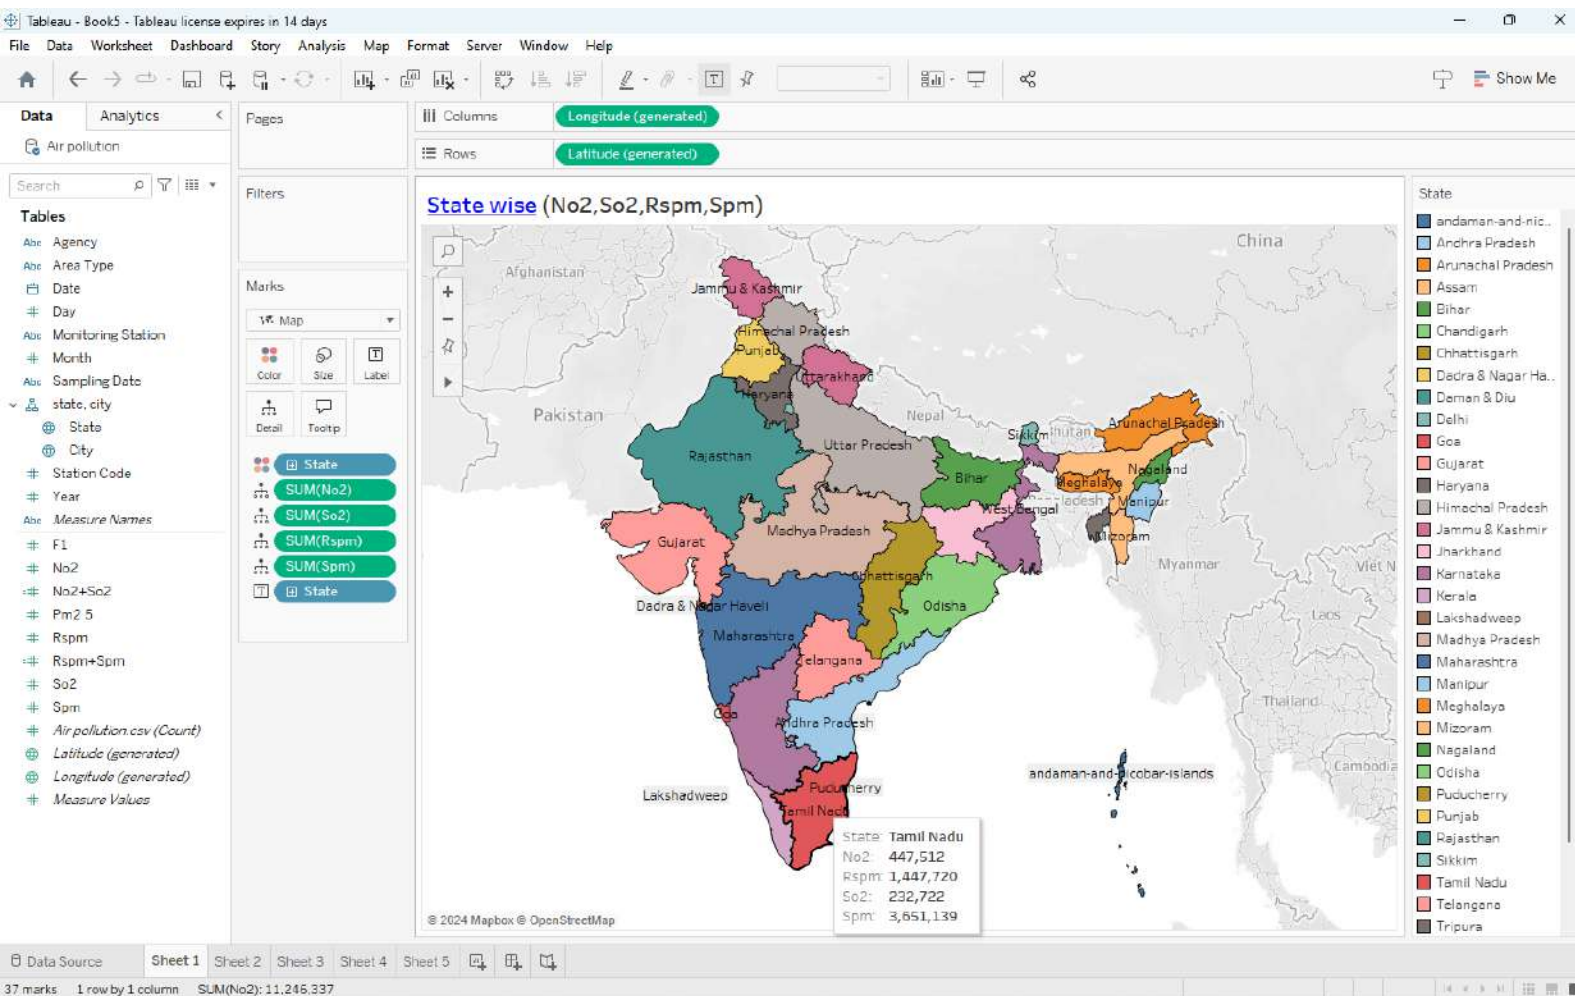 Tableau - Book5 - Tableau license expires in 14 days
File Data Worksheet Dashboard Story Analysis Map Format Server Window Help
Show Me
Data Analytics
Air pollution
Search
Tables
Abc Agency
Abc Area Type
Date
# Day
Abc Monitoring Station
# Month
Abc Sampling Date
state, city
State
City
# Station Code
# Year
Abc Measure Names
# F1
# No2
=# No2+So2
# Pm2 5
# Rspm
=# Rspm+Spm
# So2
# Spm
# Air pollution.csv (Count)
Latitude (generated)
Longitude (generated)
# Measure Values
Pages
Filters
Marks
Map
Color Size Label
Detail Tooltip
State
SUM(No2)
SUM(So2)
SUM(Rspm)
SUM(Spm)
State
Columns Longitude (generated)
Rows Latitude (generated)
State wise (No2,So2,Rspm,Spm)
China
Afghanistan
Jammu & Kashmir
Himachal Pradesh
Punjab
Uttarakhand
Haryana
Pakistan
Nepal
Arunachal Pradesh
Sikkim
Uttar Pradesh
Rajasthan
Nagaland
Bihar
Meghalaya
Manipur
West Bengal
Madhya Pradesh
Gujarat
Mizoram
Myanmar
Viet N
Chhattisgarh
Dadra & Nagar Haveli
Odisha
Laos
Maharashtra
Telangana
Thailand
Goa
Andhra Pradesh
Cambodia
andaman-and-nicobar-islands
Puducherry
Lakshadweep
Tamil Nadu
State: Tamil Nadu
No2: 447,512
Rspm: 1,447,720
So2: 232,722
Spm: 3,651,139
© 2024 Mapbox © OpenStreetMap
State
andaman-and-nic..
Andhra Pradesh
Arunachal Pradesh
Assam
Bihar
Chandigarh
Chhattisgarh
Dadra & Nagar Ha..
Daman & Diu
Delhi
Goa
Gujarat
Haryana
Himachal Pradesh
Jammu & Kashmir
Jharkhand
Karnataka
Kerala
Lakshadweep
Madhya Pradesh
Maharashtra
Manipur
Meghalaya
Mizoram
Nagaland
Odisha
Puducherry
Punjab
Rajasthan
Sikkim
Tamil Nadu
Telangana
Tripura
Data Source Sheet 1 Sheet 2 Sheet 3 Sheet 4 Sheet 5
37 marks 1 row by 1 column SUM(No2): 11,246,337